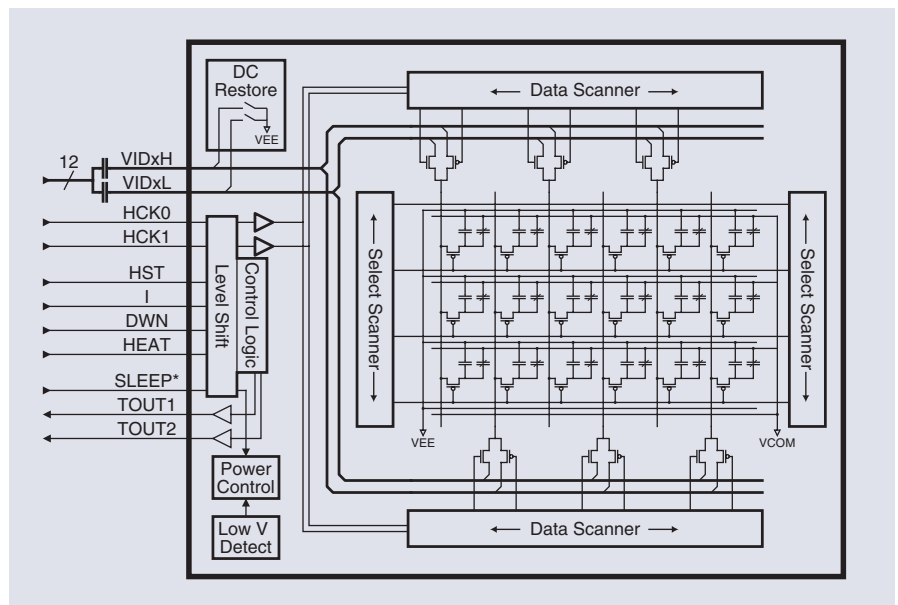 DC
Restore
VEE
← Data Scanner →
12
VIDxH
VIDxL
HCK0
HCK1
HST
I
DWN
HEAT
SLEEP*
TOUT1
TOUT2
Level Shift
Control Logic
← Select Scanner →
← Select Scanner →
VEE
VCOM
Power
Control
Low V
Detect
← Data Scanner →